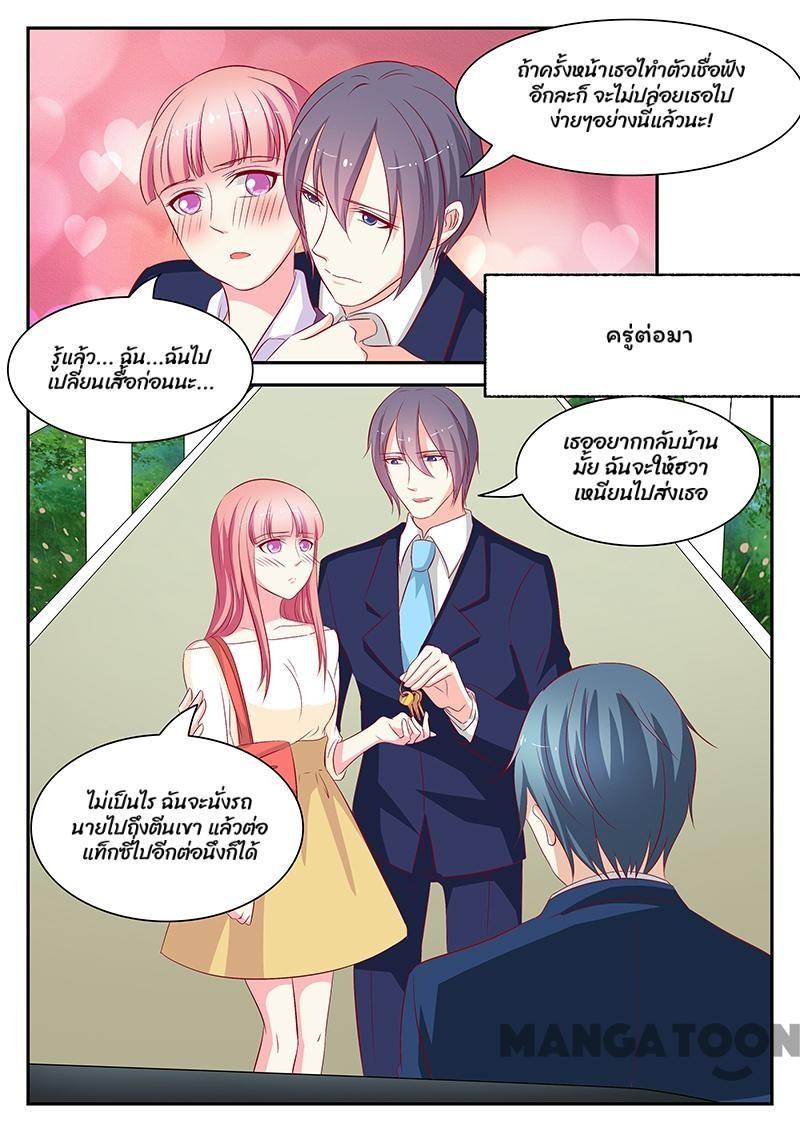 ถ้าครั้งหน้าเธอไทำตัวเชื่อฟัง
อีกละก็ จะไม่ปล่อยเธอไป
ง่ายๆอย่างนี้แล้วนะ!
ครู่ต่อมา
รู้แล้ว... ฉัน...ฉันไป
เปลี่ยนเสื้อก่อนนะ...
เธออยากกลับบ้าน
มั้ย ฉันจะให้ฮวา
เหนียนไปส่งเธอ
ไม่เป็นไร ฉันจะนั่งรถ
นายไปถึงตีนเขา แล้วต่อ
แท็กซี่ไปอีกต่อนึงก็ได้
MANGATOON